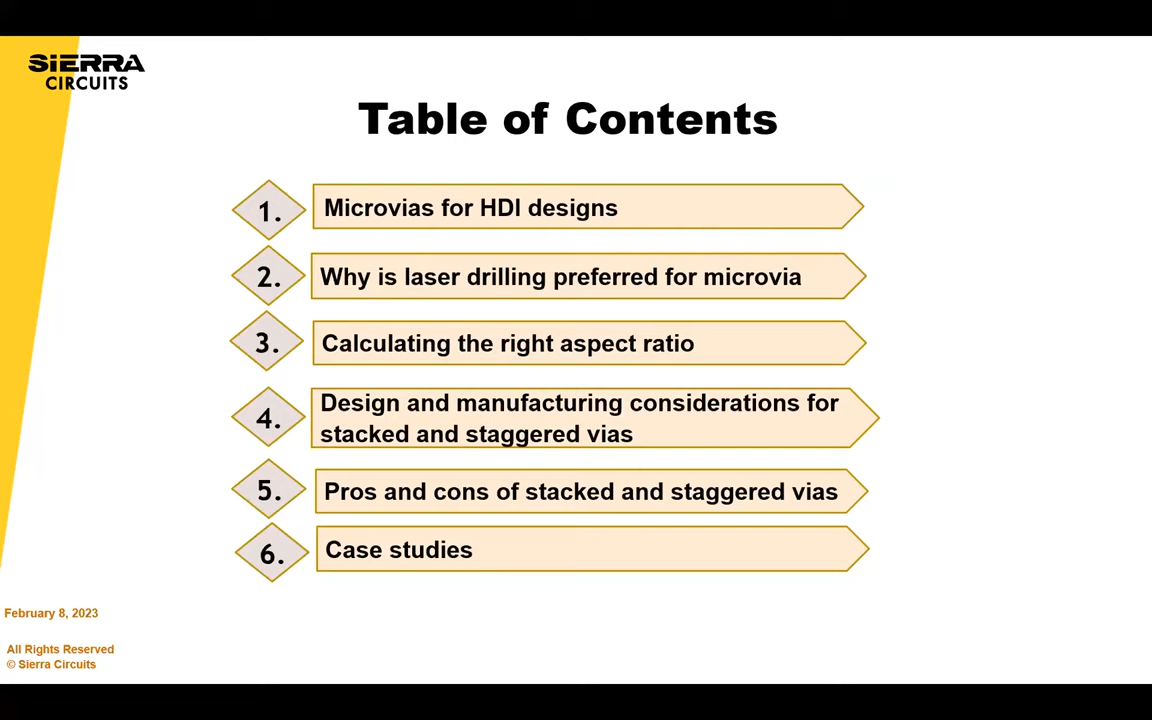 SIERRA
CIRCUITS
Table of Contents
1.
Microvias for HDI designs
2.
Why is laser drilling preferred for microvia
3.
Calculating the right aspect ratio
4.
Design and manufacturing considerations for
stacked and staggered vias
5.
Pros and cons of stacked and staggered vias
6.
Case studies
February 8, 2023
All Rights Reserved
© Sierra Circuits